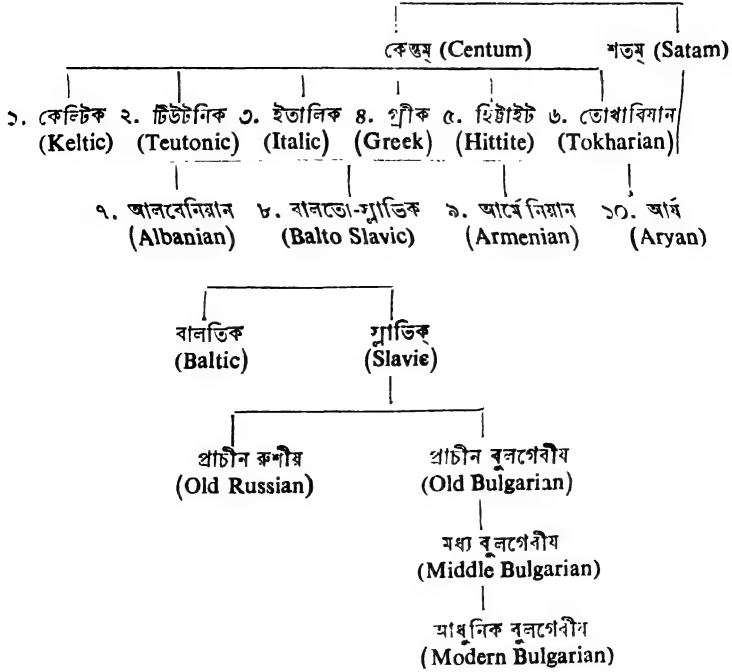 কেন্তুম্ (Centum) শতম্ (Satam)
১. কেল্টিক ২. টিউটনিক ৩. ইতালিক ৪. গ্রীক ৫. হিট্টাইট ৬. তোখারিয়ান
(Keltic) (Teutonic) (Italic) (Greek) (Hittite) (Tokharian)
৭. আলবেনিয়ান ৮. বালতো-স্লাভিক ৯. আর্মেনিয়ান ১০. আর্য
(Albanian) (Balto Slavic) (Armenian) (Aryan)
বালতিক স্লাভিক্
(Baltic) (Slavic)
প্রাচীন রুশীয় প্রাচীন বুলগেরীয়
(Old Russian) (Old Bulgarian)
মধ্য বুলগেরীয়
(Middle Bulgarian)
আধুনিক বুলগেরীয়
(Modern Bulgarian)